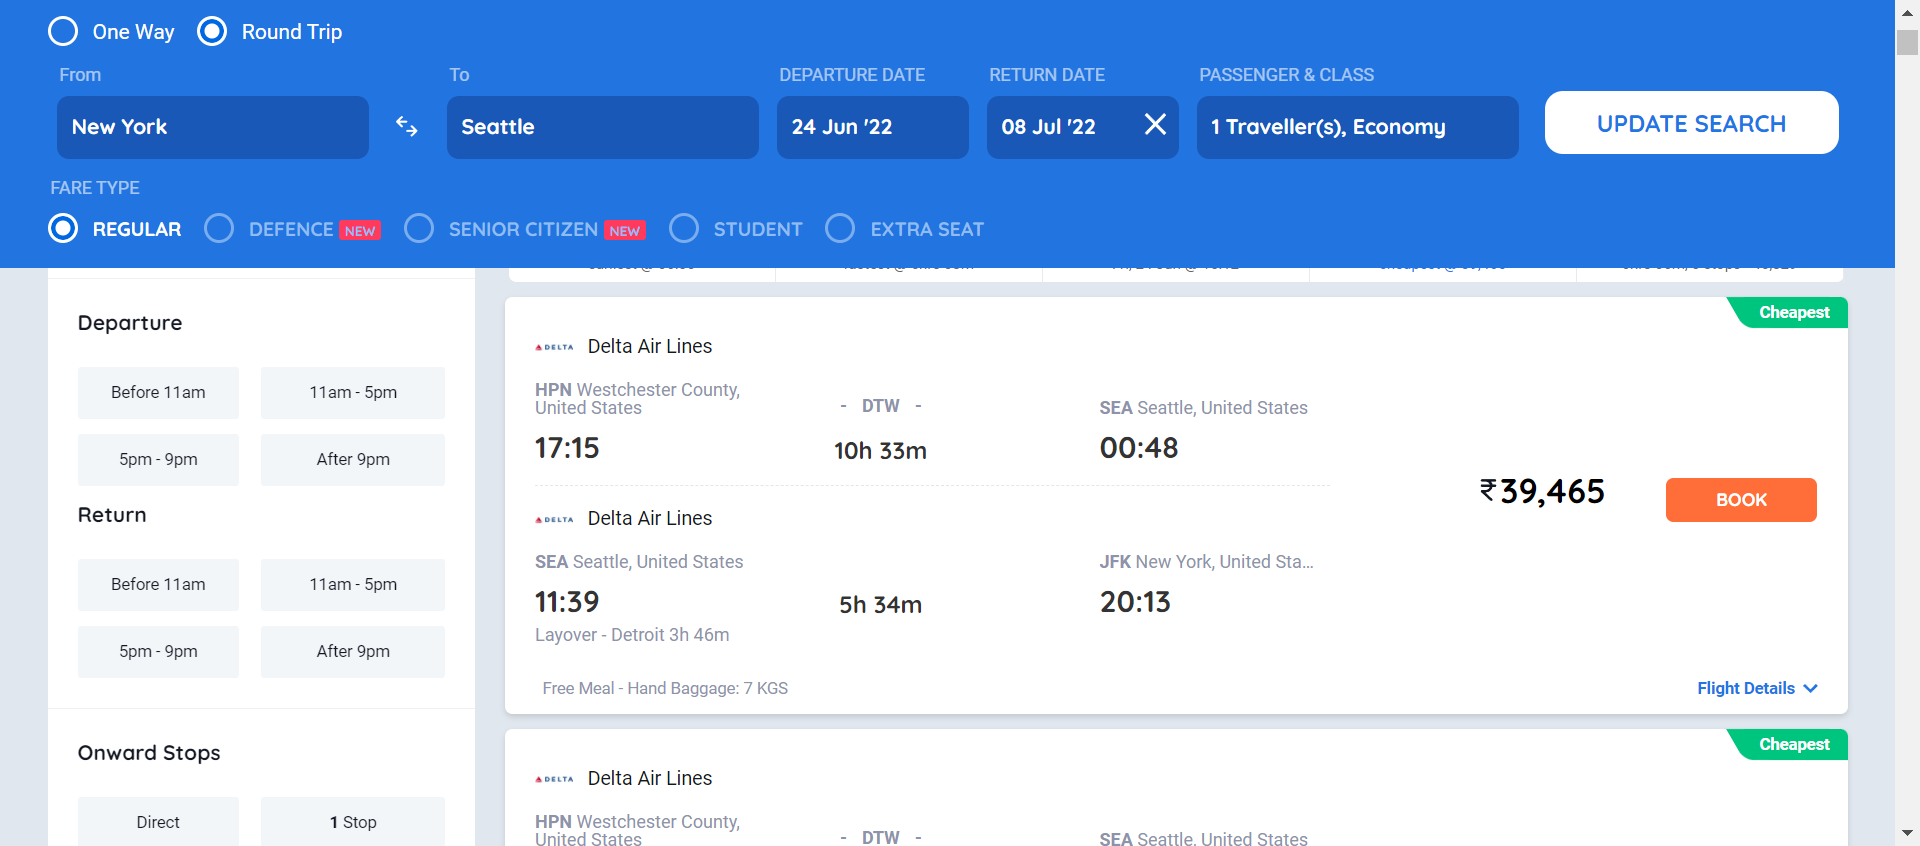 One Way Round Trip
From To DEPARTURE DATE RETURN DATE PASSENGER & CLASS
New York Seattle 24 Jun '22 08 Jul '22 1 Traveller(s), Economy UPDATE SEARCH
FARE TYPE
REGULAR DEFENCE NEW SENIOR CITIZEN NEW STUDENT EXTRA SEAT
Departure
Before 11am 11am - 5pm
5pm - 9pm After 9pm
Return
Before 11am 11am - 5pm
5pm - 9pm After 9pm
Onward Stops
Direct 1 Stop
Cheapest
DELTA Delta Air Lines
HPN Westchester County,
United States
- DTW -
SEA Seattle, United States
17:15 10h 33m 00:48
₹39,465 BOOK
DELTA Delta Air Lines
SEA Seattle, United States JFK New York, United Sta...
11:39 5h 34m 20:13
Layover - Detroit 3h 46m
Free Meal - Hand Baggage: 7 KGS Flight Details
Cheapest
DELTA Delta Air Lines
HPN Westchester County,
United States
- DTW -
SEA Seattle, United States